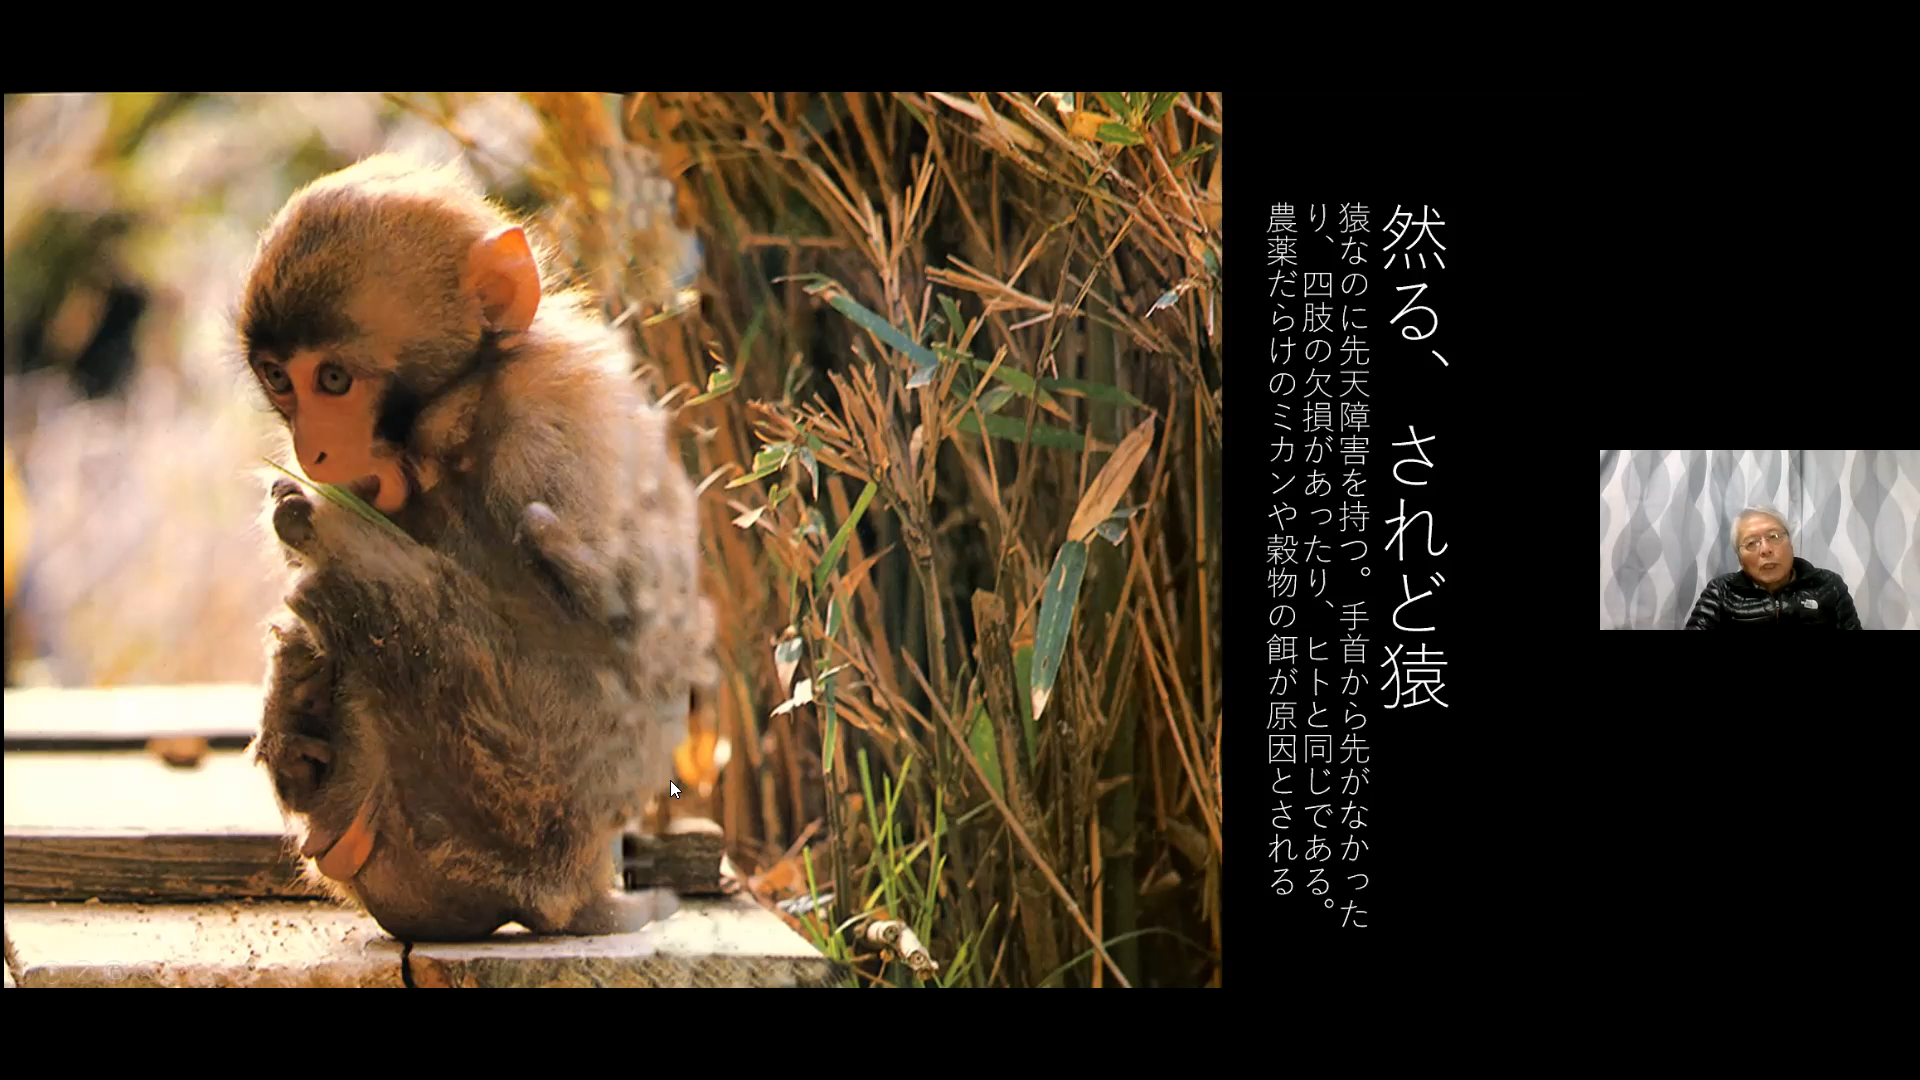 然る、されど猿
猿なのに先天障害を持つ。手首から先がなかった
り、四肢の欠損があったり、ヒトと同じである。
農薬だらけのミカンや穀物の餌が原因とされる